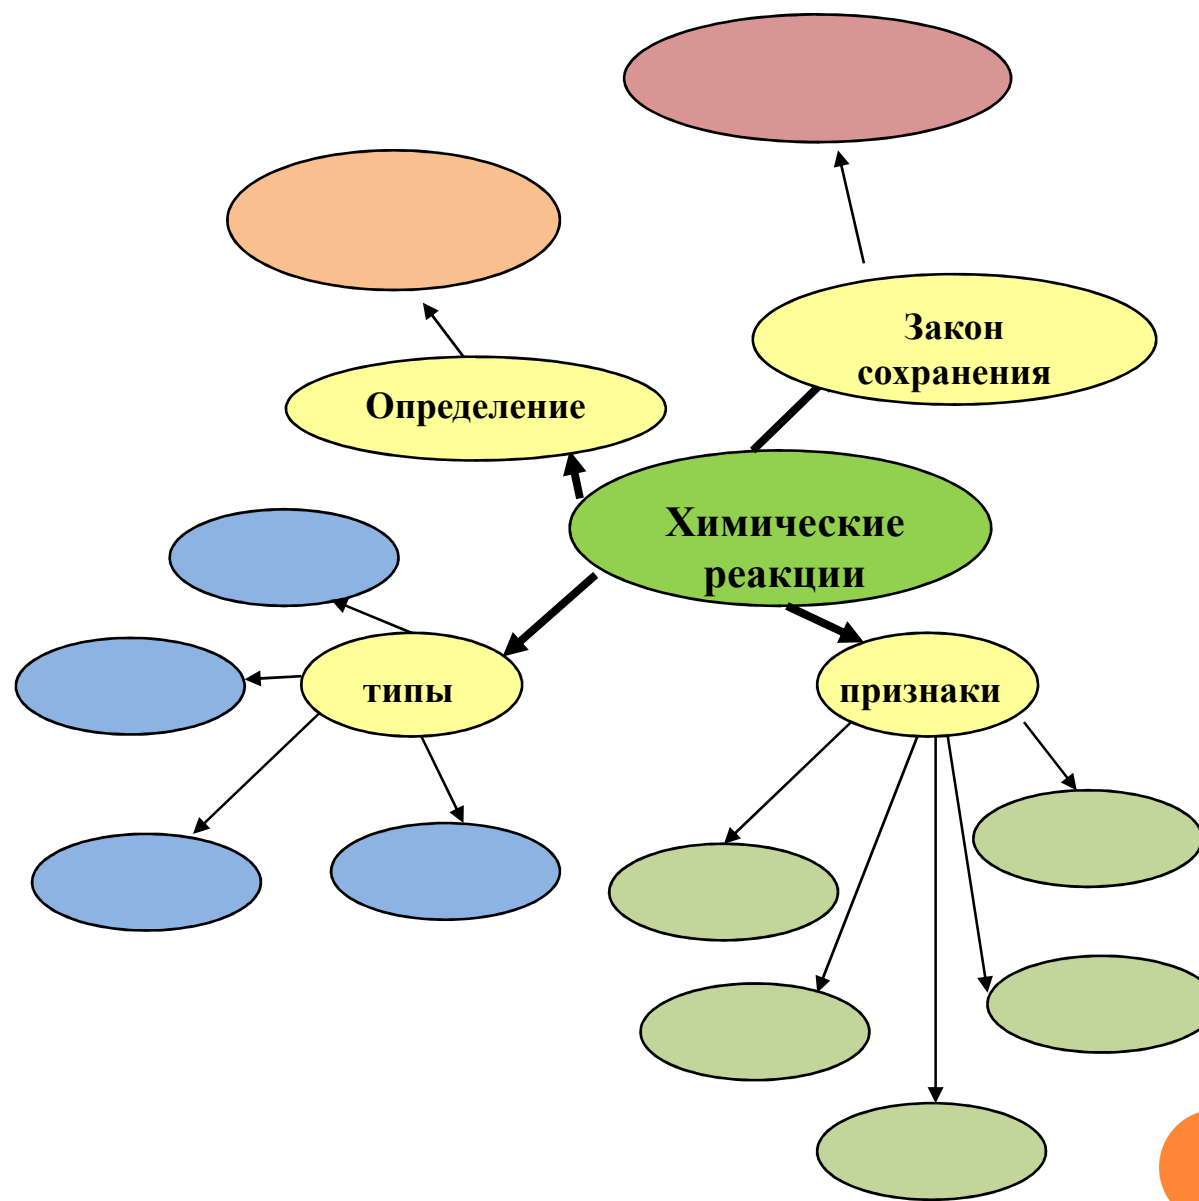 Закон
сохранения
Определение
Химические
реакции
типы
признаки